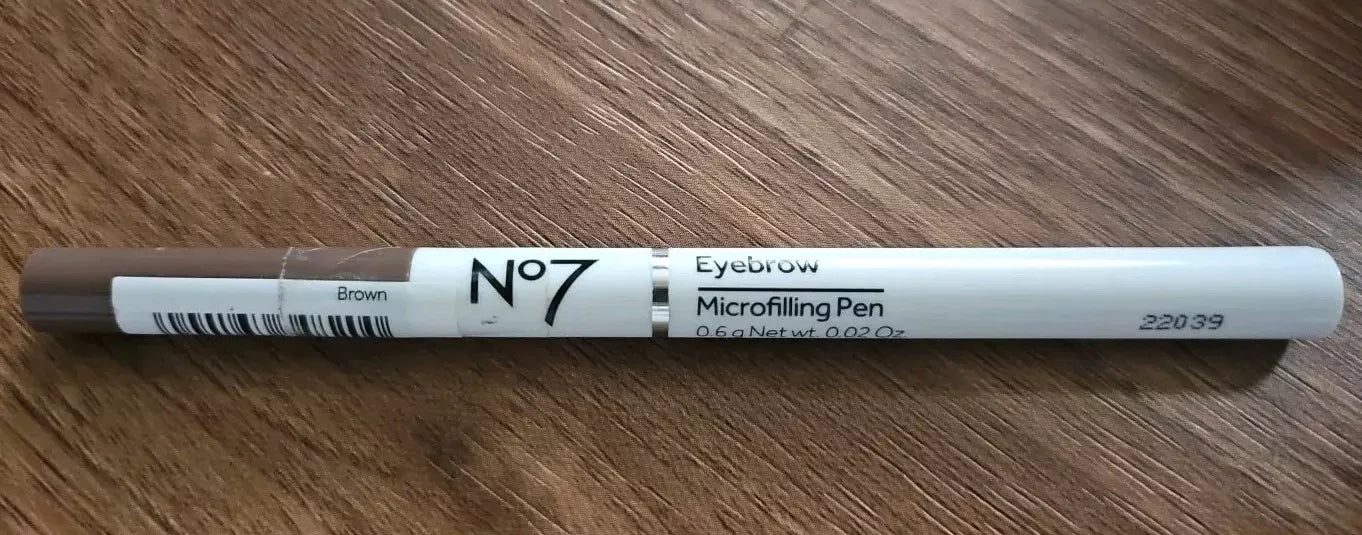 Brown
Nº7
Eyebrow
Microfilling Pen
0.6 g Net wt. 0.02 Oz.
22039